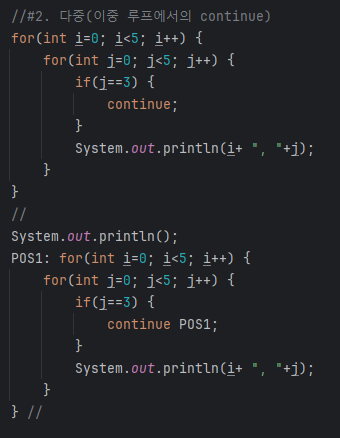 //#2. 다중(이중 루프에서의 continue)
for(int i=0; i<5; i++) {
    for(int j=0; j<5; j++) {
        if(j==3) {
            continue;
        }
        System.out.println(i+ ", "+j);
    }
}
//
System.out.println();
POS1: for(int i=0; i<5; i++) {
    for(int j=0; j<5; j++) {
        if(j==3) {
            continue POS1;
        }
        System.out.println(i+ ", "+j);
    }
} //